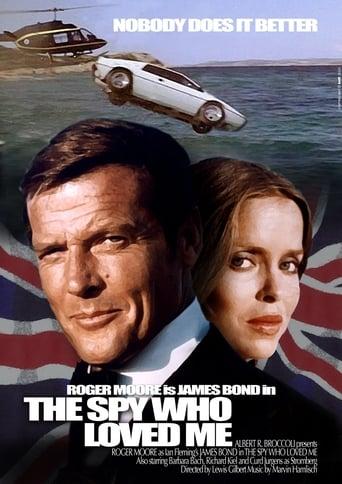 NOBODY DOES IT BETTER
ROGER MOORE is JAMES BOND in
THE SPY WHO
LOVED ME
ALBERT R. BROCCOLI presents
ROGER MOORE as Ian Fleming's JAMES BOND in THE SPY WHO LOVED ME
Also starring Barbara Bach, Richard Kiel and Curd Jurgens as Stromberg
Directed by Lewis Gilbert Music by Marvin Hamlisch